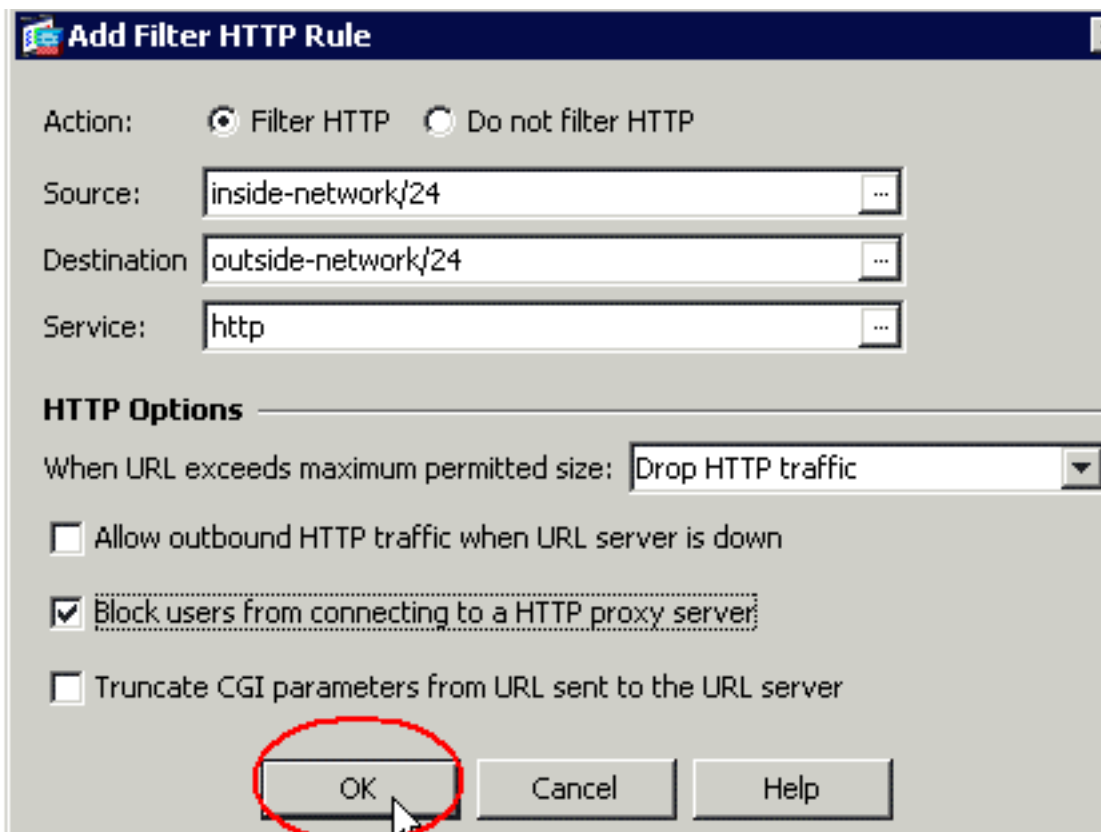 Add Filter HTTP Rule
Action: Filter HTTP Do not filter HTTP
Source: inside-network/24 ...
Destination outside-network/24 ...
Service: http ...
HTTP Options
When URL exceeds maximum permitted size: Drop HTTP traffic
Allow outbound HTTP traffic when URL server is down
Block users from connecting to a HTTP proxy server
Truncate CGI parameters from URL sent to the URL server
OK Cancel Help